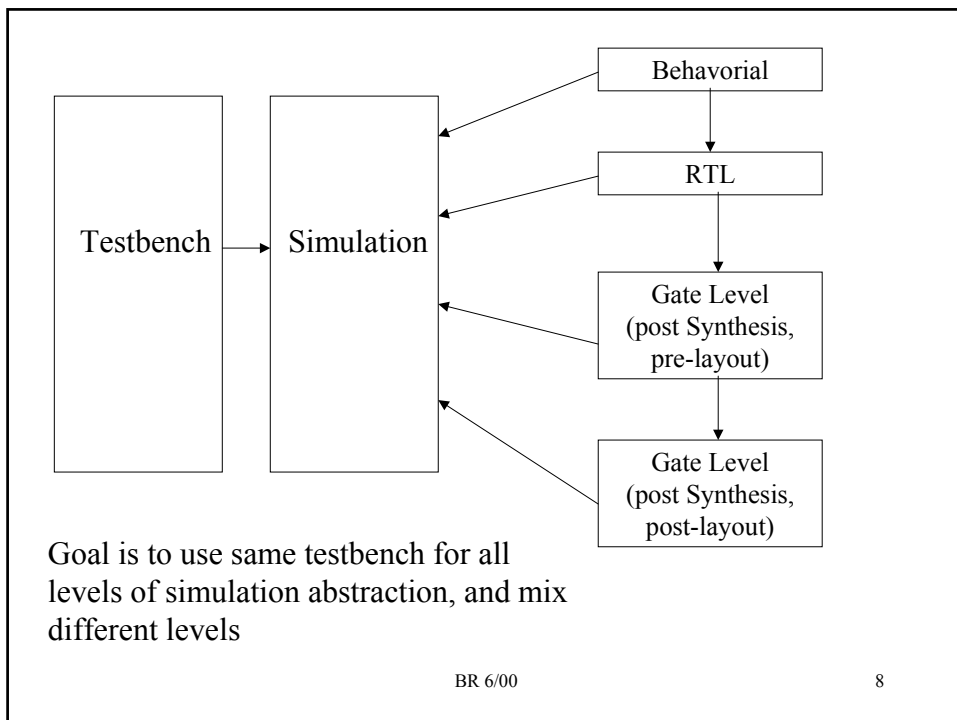 Behavorial
RTL
Testbench
Simulation
Gate Level
(post Synthesis,
pre-layout)
Gate Level
(post Synthesis,
post-layout)
Goal is to use same testbench for all
levels of simulation abstraction, and mix
different levels
BR 6/00
8